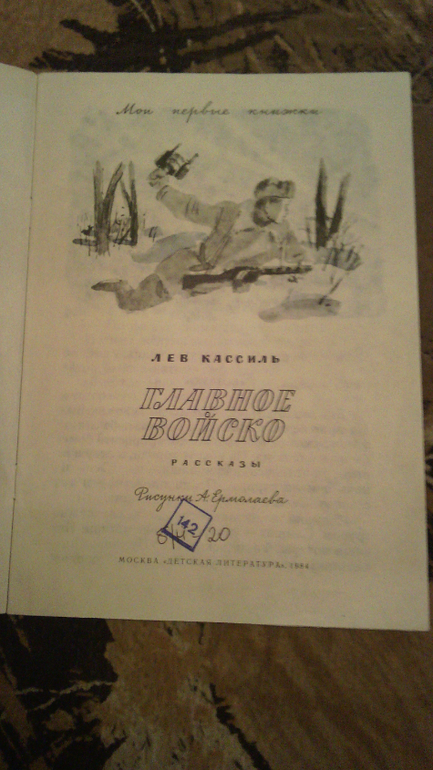 Мои первые книжки
ЛЕВ КАССИЛЬ
ГЛАВНОЕ
ВОЙСКО
РАССКАЗЫ
Рисунки А. Ермолаева
142
20
МОСКВА «ДЕТСКАЯ ЛИТЕРАТУРА», 1984